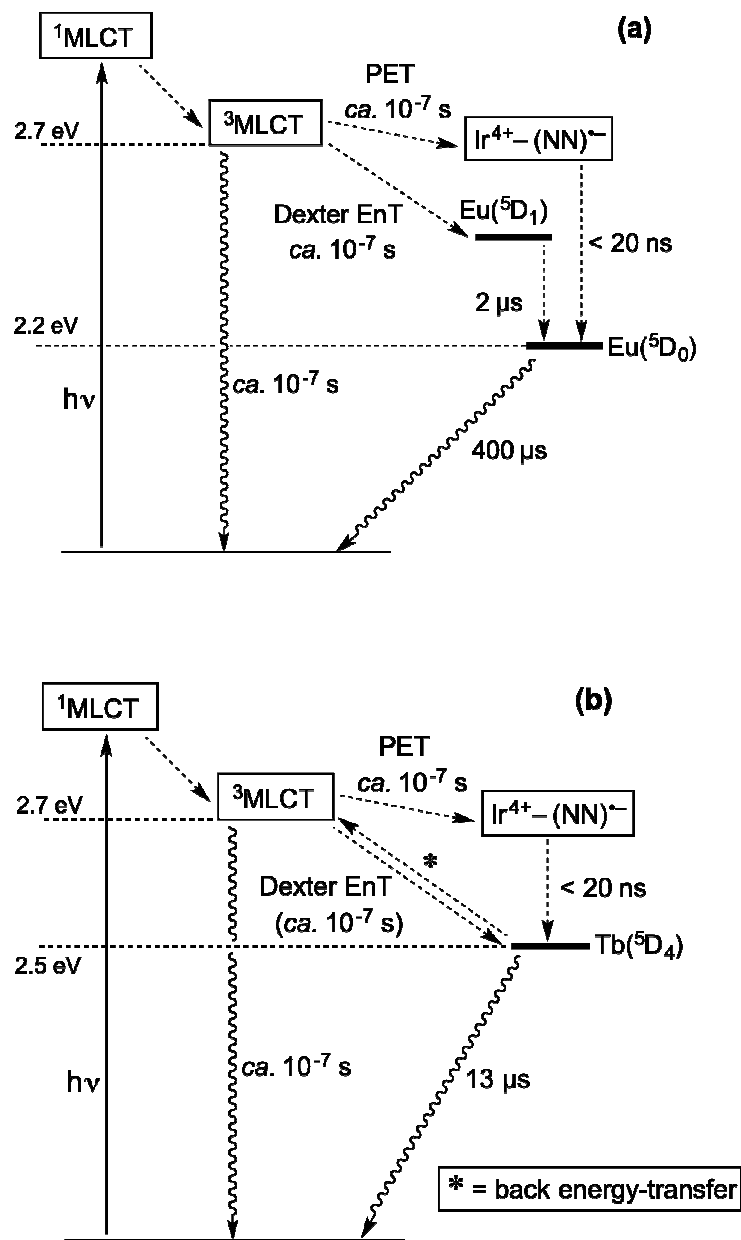 (a)
¹MLCT
PET
ca. 10⁻⁷ s
³MLCT
2.7 eV
Ir⁴⁺–(NN)•–
Dexter EnT
ca. 10⁻⁷ s
Eu(⁵D₁)
< 20 ns
2 µs
2.2 eV
Eu(⁵D₀)
ca. 10⁻⁷ s
hν
400 µs
(b)
¹MLCT
PET
ca. 10⁻⁷ s
³MLCT
2.7 eV
Ir⁴⁺–(NN)•–
*
Dexter EnT
(ca. 10⁻⁷ s)
< 20 ns
Tb(⁵D₄)
2.5 eV
ca. 10⁻⁷ s
hν
13 µs
* = back energy-transfer